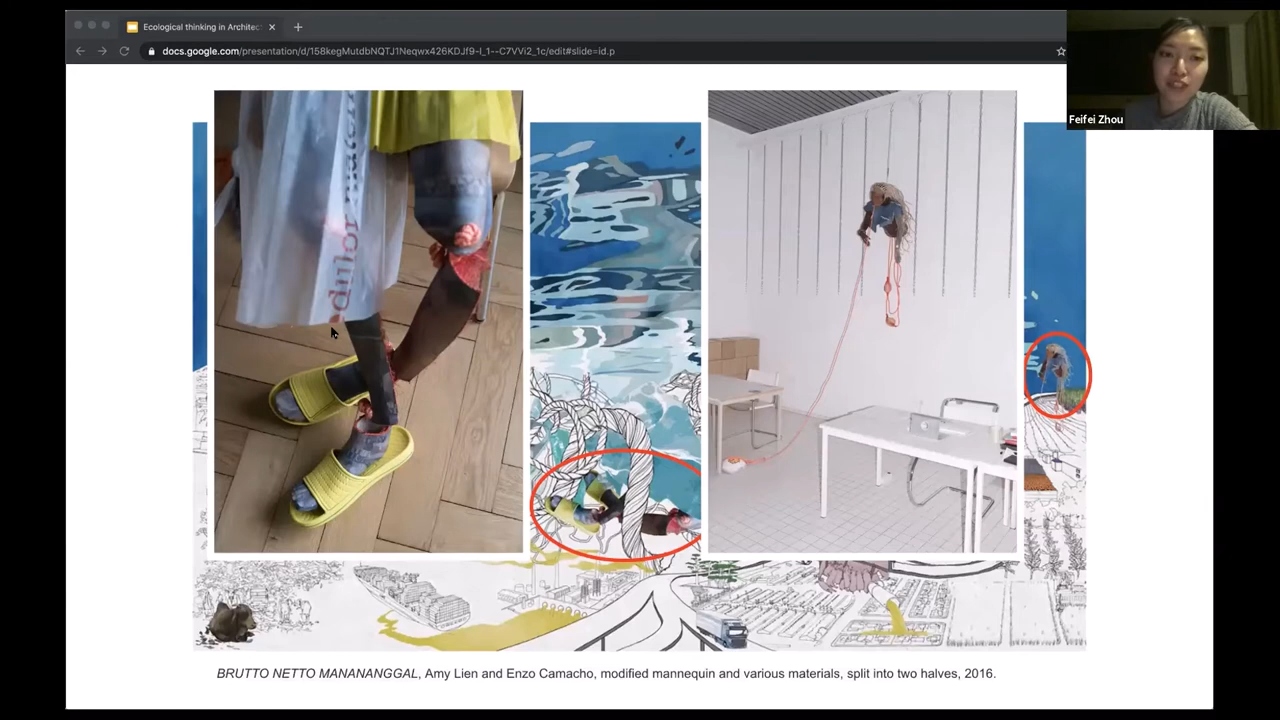 Ecological thinking in Architec
docs.google.com/presentation/d/158kegMutdbNQTJ1Neqwx426KDJf9-I_1--C7VVi2_1c/edit#slide=id.p
Feifei Zhou
BRUTTO NETTO MANANANGGAL, Amy Lien and Enzo Camacho, modified mannequin and various materials, split into two halves, 2016.